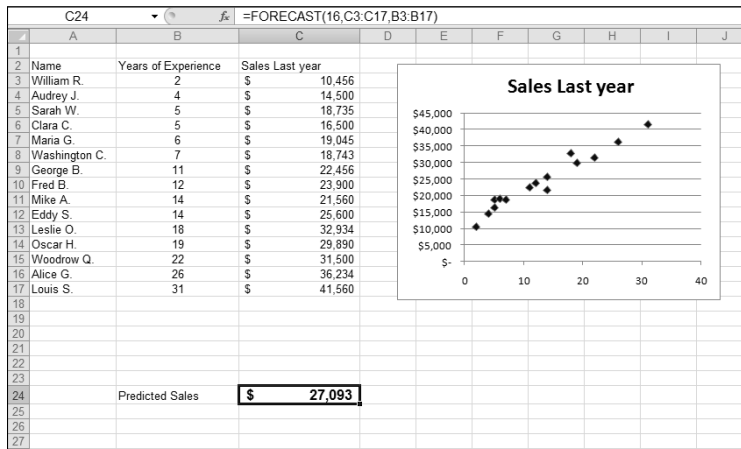 C24 fx =FORECAST(16,C3:C17,B3:B17)
A B C D E F G H I J
1
2 Name Years of Experience Sales Last year
3 William R. 2 $ 10,456
4 Audrey J. 4 $ 14,500
5 Sarah W. 5 $ 18,735
6 Clara C. 5 $ 16,500
7 Maria G. 6 $ 19,045
8 Washington C. 7 $ 18,743
9 George B. 11 $ 22,456
10 Fred B. 12 $ 23,900
11 Mike A. 14 $ 21,560
12 Eddy S. 14 $ 25,600
13 Leslie O. 18 $ 32,934
14 Oscar H. 19 $ 29,890
15 Woodrow Q. 22 $ 31,500
16 Alice G. 26 $ 36,234
17 Louis S. 31 $ 41,560
18
19
20
21
22
23
24 Predicted Sales $ 27,093
25
26
27
Sales Last year
$45,000
$40,000
$35,000
$30,000
$25,000
$20,000
$15,000
$10,000
$5,000
$-
0 10 20 30 40